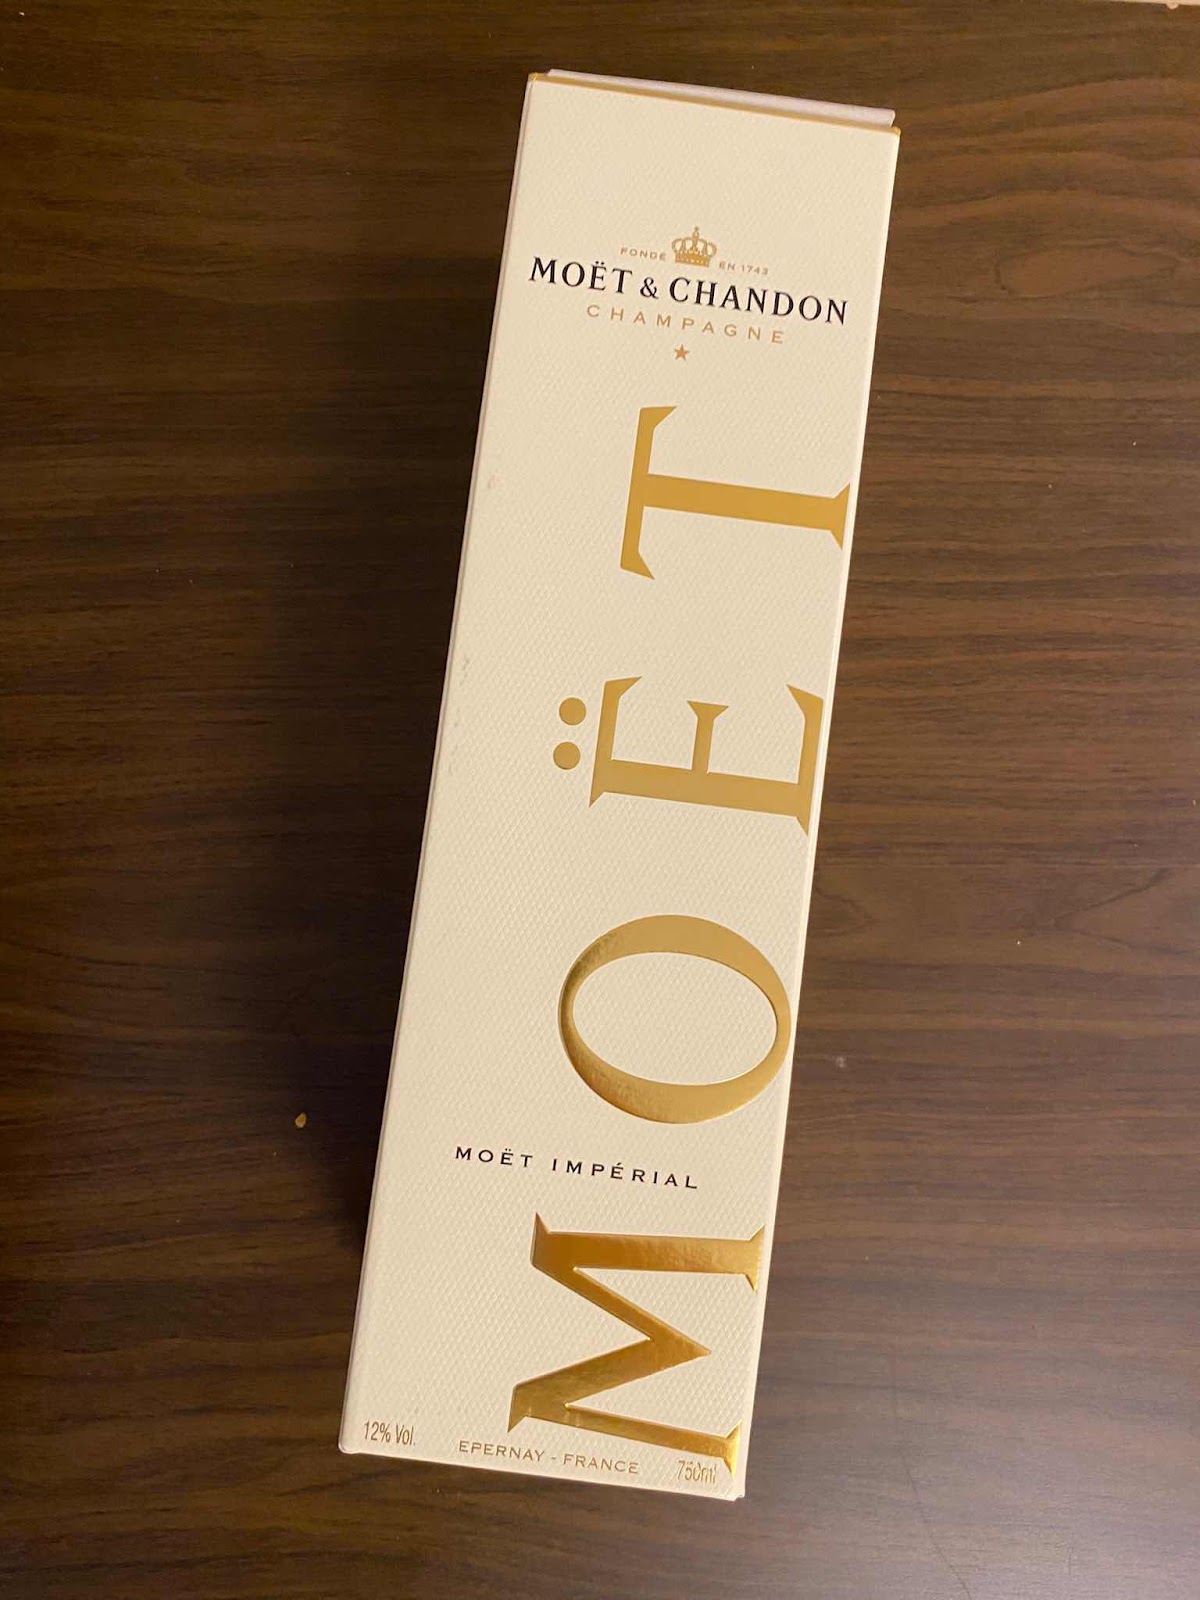 FONDÉ EN 1743
MOËT & CHANDON
CHAMPAGNE
MOËT
MOËT IMPÉRIAL
12% Vol.
EPERNAY - FRANCE
750ml